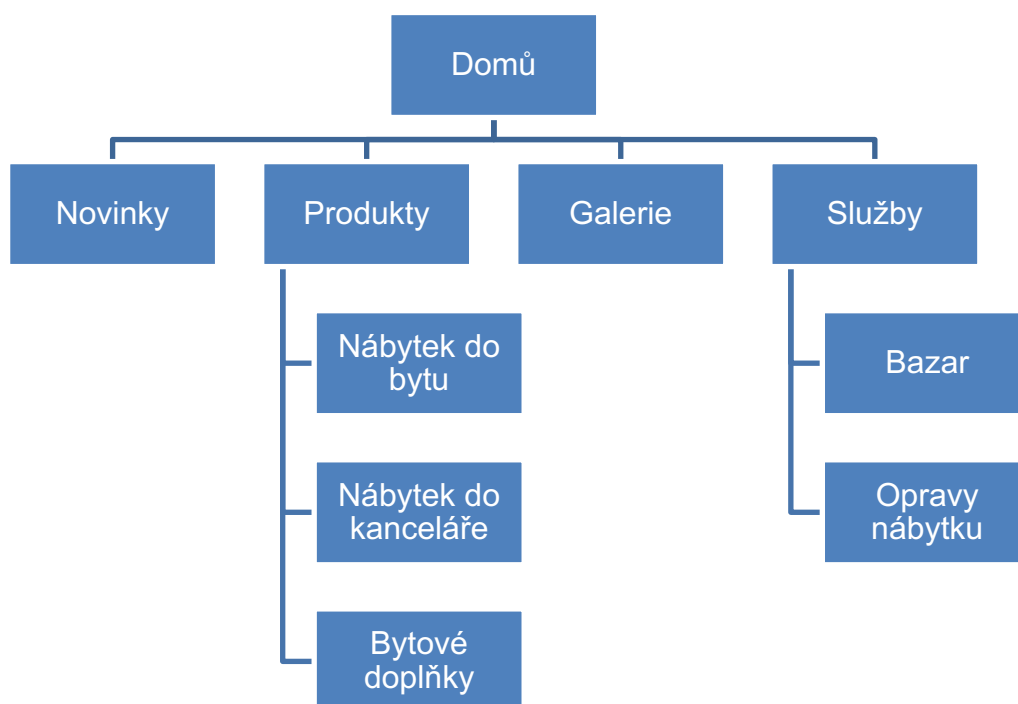 Domů
Novinky
Produkty
Galerie
Služby
Nábytek do
bytu
Bazar
Nábytek do
kanceláře
Opravy
nábytku
Bytové
doplňky